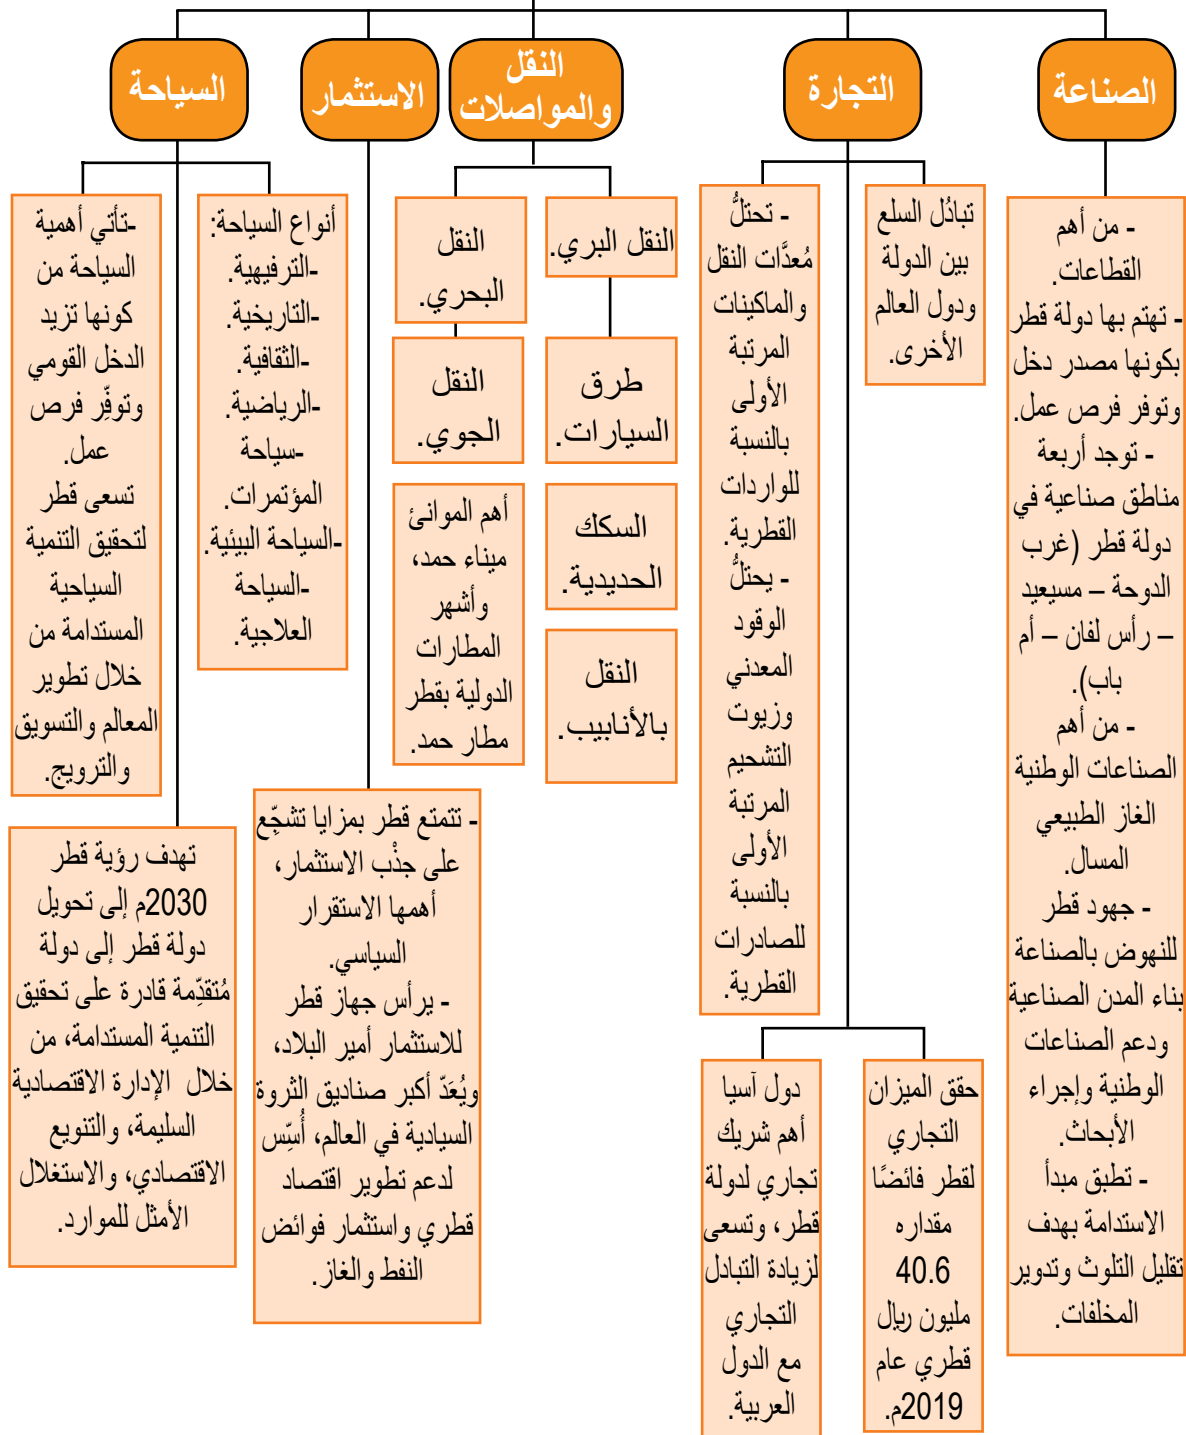 الصناعة
التجارة
النقل
والمواصلات
الاستثمار
السياحة
- من أهم
القطاعات.
- تهتم بها دولة قطر
بكونها مصدر دخل
وتوفر فرص عمل.
- توجد أربعة
مناطق صناعية في
دولة قطر (غرب
الدوحة – مسيعيد
– رأس لفان – أم
باب).
- من أهم
الصناعات الوطنية
الغاز الطبيعي
المسال.
- جهود قطر
للنهوض بالصناعة
بناء المدن الصناعية
ودعم الصناعات
الوطنية وإجراء
الأبحاث.
- تطبق مبدأ
الاستدامة بهدف
تقليل التلوث وتدوير
المخلفات.
تبادُل السلع
بين الدولة
ودول العالم
الأخرى.
- تحتلُّ
مُعدَّات النقل
والماكينات
المرتبة
الأولى
بالنسبة
للواردات
القطرية.
- يحتلُّ
الوقود
المعدني
وزيوت
التشحيم
المرتبة
الأولى
بالنسبة
للصادرات
القطرية.
حقق الميزان
التجاري
لقطر فائضًا
مقداره
40.6
مليون ريال
قطري عام
2019م.
دول آسيا
أهم شريك
تجاري لدولة
قطر، وتسعى
لزيادة التبادل
التجاري
مع الدول
العربية.
النقل البري.
طرق
السيارات.
السكك
الحديدية.
النقل
بالأنابيب.
النقل
البحري.
النقل
الجوي.
أهم الموانئ
ميناء حمد،
وأشهر
المطارات
الدولية بقطر
مطار حمد.
- تتمتع قطر بمزايا تشجِّع
على جذْب الاستثمار،
أهمها الاستقرار
السياسي.
- يرأس جهاز قطر
للاستثمار أمير البلاد،
ويُعَدّ أكبر صناديق الثروة
السيادية في العالم، أُسِّس
لدعم تطوير اقتصاد
قطري واستثمار فوائض
النفط والغاز.
أنواع السياحة:
-الترفيهية.
-التاريخية.
-الثقافية.
-الرياضية.
-سياحة
المؤتمرات.
-السياحة البيئية.
-السياحة
العلاجية.
-تأتي أهمية
السياحة من
كونها تزيد
الدخل القومي
وتوفِّر فرص
عمل.
تسعى قطر
لتحقيق التنمية
السياحية
المستدامة من
خلال تطوير
المعالم والتسويق
والترويج.
تهدف رؤية قطر
2030م إلى تحويل
دولة قطر إلى دولة
مُتقدِّمة قادرة على تحقيق
التنمية المستدامة، من
خلال الإدارة الاقتصادية
السليمة، والتنويع
الاقتصادي، والاستغلال
الأمثل للموارد.